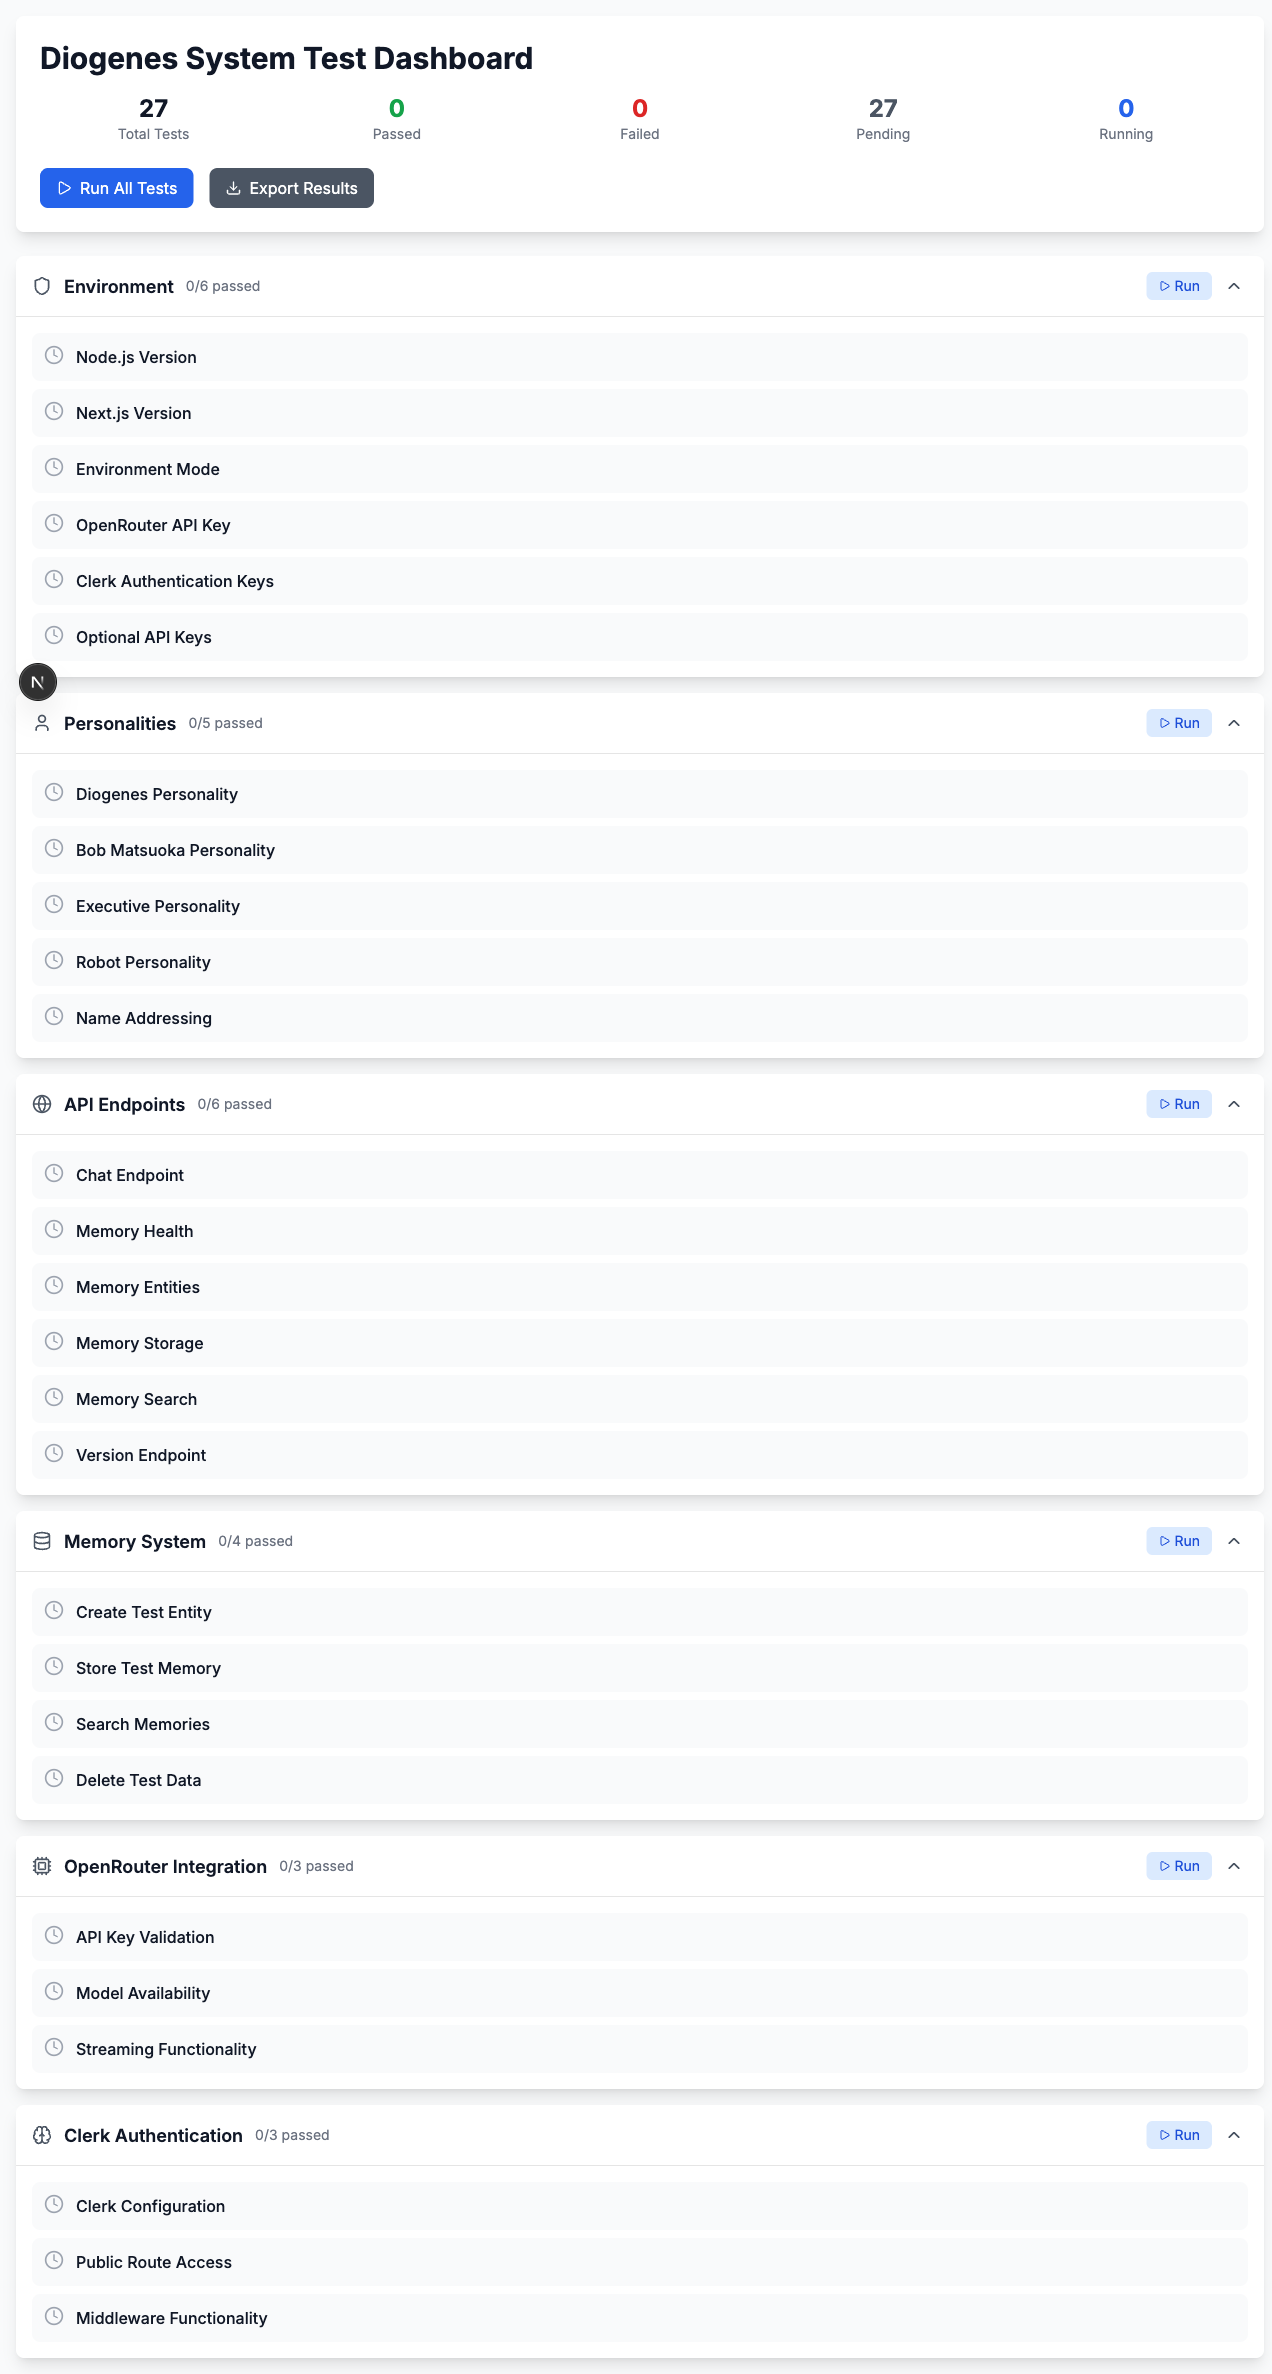 Diogenes System Test Dashboard
27 0 0 27 0
Total Tests Passed Failed Pending Running
Run All Tests Export Results
Environment 0/6 passed Run
Node.js Version
Next.js Version
Environment Mode
OpenRouter API Key
Clerk Authentication Keys
Optional API Keys
N
Personalities 0/5 passed Run
Diogenes Personality
Bob Matsuoka Personality
Executive Personality
Robot Personality
Name Addressing
API Endpoints 0/6 passed Run
Chat Endpoint
Memory Health
Memory Entities
Memory Storage
Memory Search
Version Endpoint
Memory System 0/4 passed Run
Create Test Entity
Store Test Memory
Search Memories
Delete Test Data
OpenRouter Integration 0/3 passed Run
API Key Validation
Model Availability
Streaming Functionality
Clerk Authentication 0/3 passed Run
Clerk Configuration
Public Route Access
Middleware Functionality